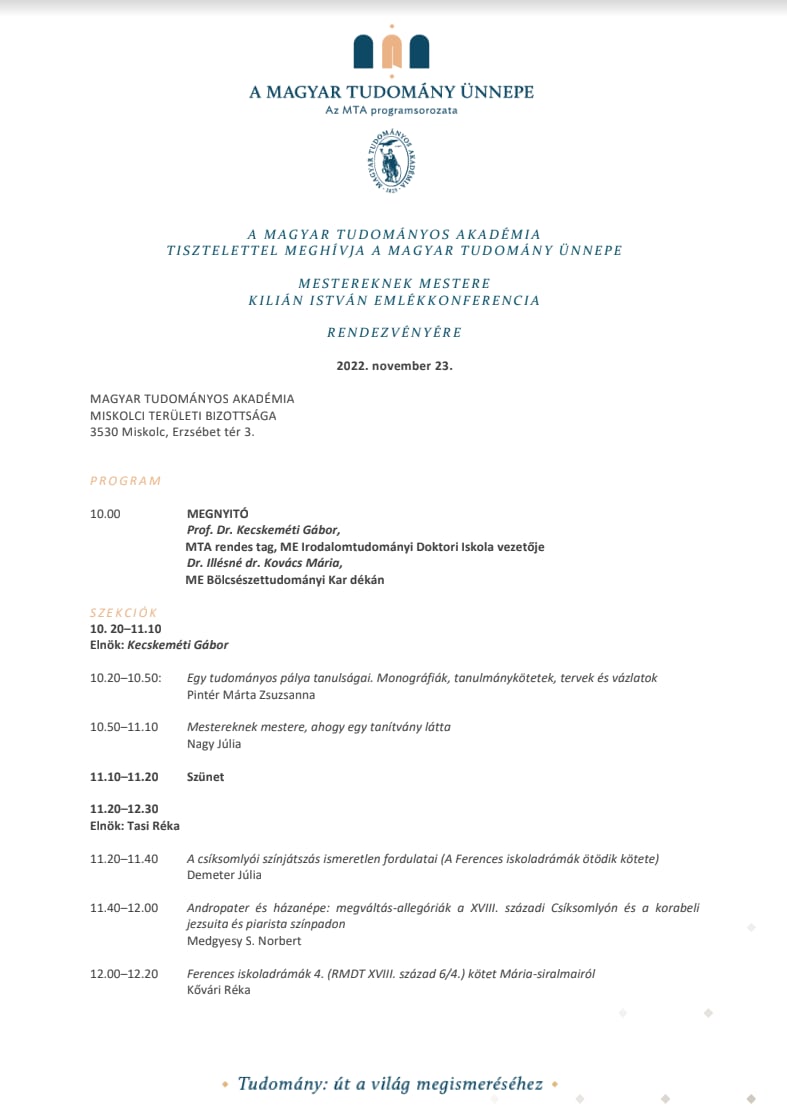 A MAGYAR TUDOMÁNY ÜNNEPE
Az MTA programsorozata
MAGYAR TUDOMÁNYOS AKADÉMIA · 1825 ·
A MAGYAR TUDOMÁNYOS AKADÉMIA
TISZTELETTEL MEGHÍVJA A MAGYAR TUDOMÁNY ÜNNEPE
MESTEREKNEK MESTERE
KILIÁN ISTVÁN EMLÉKKONFERENCIA
RENDEZVÉNYÉRE
2022. november 23.
MAGYAR TUDOMÁNYOS AKADÉMIA
MISKOLCI TERÜLETI BIZOTTSÁGA
3530 Miskolc, Erzsébet tér 3.
PROGRAM
10.00 MEGNYITÓ
Prof. Dr. Kecskeméti Gábor,
MTA rendes tag, ME Irodalomtudományi Doktori Iskola vezetője
Dr. Illésné dr. Kovács Mária,
ME Bölcsészettudományi Kar dékán
SZEKCIÓK
10. 20–11.10
Elnök: Kecskeméti Gábor
10.20–10.50: Egy tudományos pálya tanulságai. Monográfiák, tanulmánykötetek, tervek és vázlatok
Pintér Márta Zsuzsanna
10.50–11.10 Mestereknek mestere, ahogy egy tanítvány látta
Nagy Júlia
11.10–11.20 Szünet
11.20–12.30
Elnök: Tasi Réka
11.20–11.40 A csíksomlyói színjátszás ismeretlen fordulatai (A Ferences iskoladrámák ötödik kötete)
Demeter Júlia
11.40–12.00 Andropater és házanépe: megváltás-allegóriák a XVIII. századi Csíksomlyón és a korabeli
jezsuita és piarista színpadon
Medgyesy S. Norbert
12.00–12.20 Ferences iskoladrámák 4. (RMDT XVIII. század 6/4.) kötet Mária-siralmairól
Kővári Réka
Tudomány: út a világ megismeréséhez